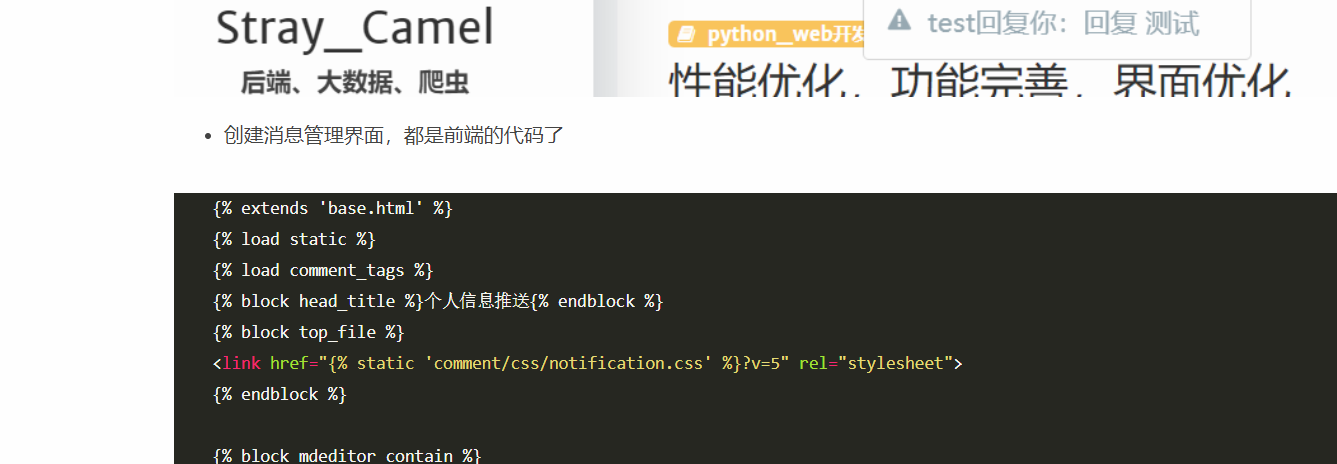 Stray__Camel
后端、大数据、爬虫
python__web开发
test回复你：回复 测试
性能优化，功能完善，界面优化
创建消息管理界面，都是前端的代码了
{% extends 'base.html' %}
{% load static %}
{% load comment_tags %}
{% block head_title %}个人信息推送{% endblock %}
{% block top_file %}
<link href="{% static 'comment/css/notification.css' %}?v=5" rel="stylesheet">
{% endblock %}
{% block mdeditor_contain %}